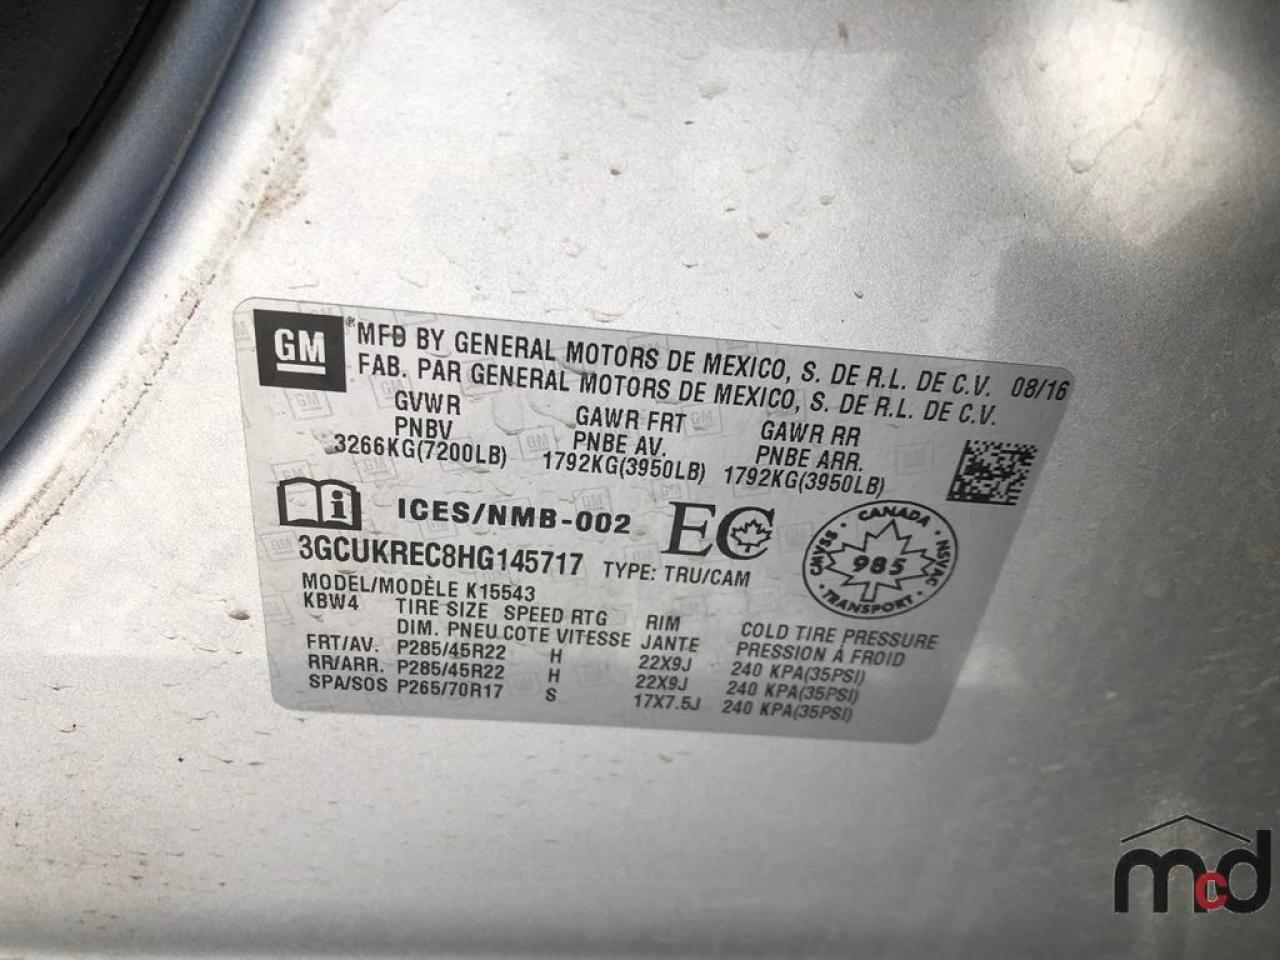 GM
® MFD BY GENERAL MOTORS DE MEXICO, S. DE R.L. DE C.V. 08/16
FAB. PAR GENERAL MOTORS DE MEXICO, S. DE R.L. DE C.V.
GVWR GAWR FRT GAWR RR
PNBV PNBE AV. PNBE ARR.
3266KG(7200LB) 1792KG(3950LB) 1792KG(3950LB)
i ICES/NMB-002 EC
CANADA
CMVSS 985 NSVAC
TRANSPORT
3GCUKREC8HG145717 TYPE: TRU/CAM
MODEL/MODÈLE K15543
KBW4 TIRE SIZE SPEED RTG RIM COLD TIRE PRESSURE
DIM. PNEU COTE VITESSE JANTE PRESSION À FROID
FRT/AV. P285/45R22 H 22X9J 240 KPA(35PSI)
RR/ARR. P285/45R22 H 22X9J 240 KPA(35PSI)
SPA/SOS P265/70R17 S 17X7.5J 240 KPA(35PSI)
mcd